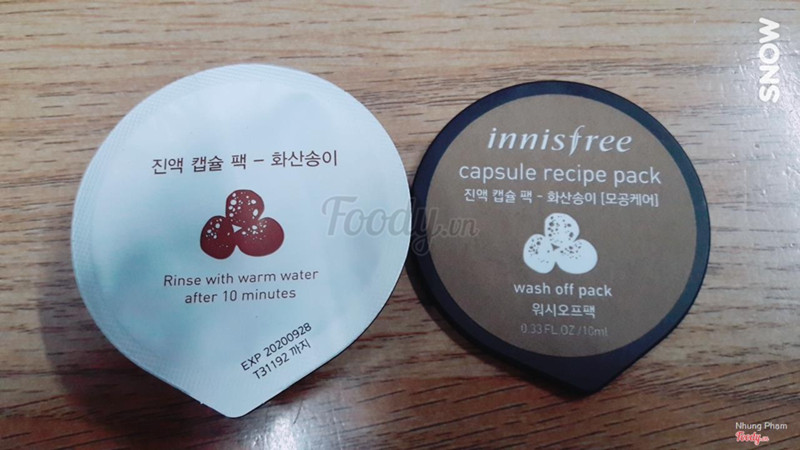 진액 캡슐 팩 - 화산송이
Rinse with warm water
after 10 minutes
EXP 20200928
T31192 까지
innisfree
capsule recipe pack
진액 캡슐 팩 - 화산송이 [모공케어]
wash off pack
워시오프팩
0.33 FL.OZ/10ml
Foody.vn
SNOW
Nhung Phạm
Foody.vn